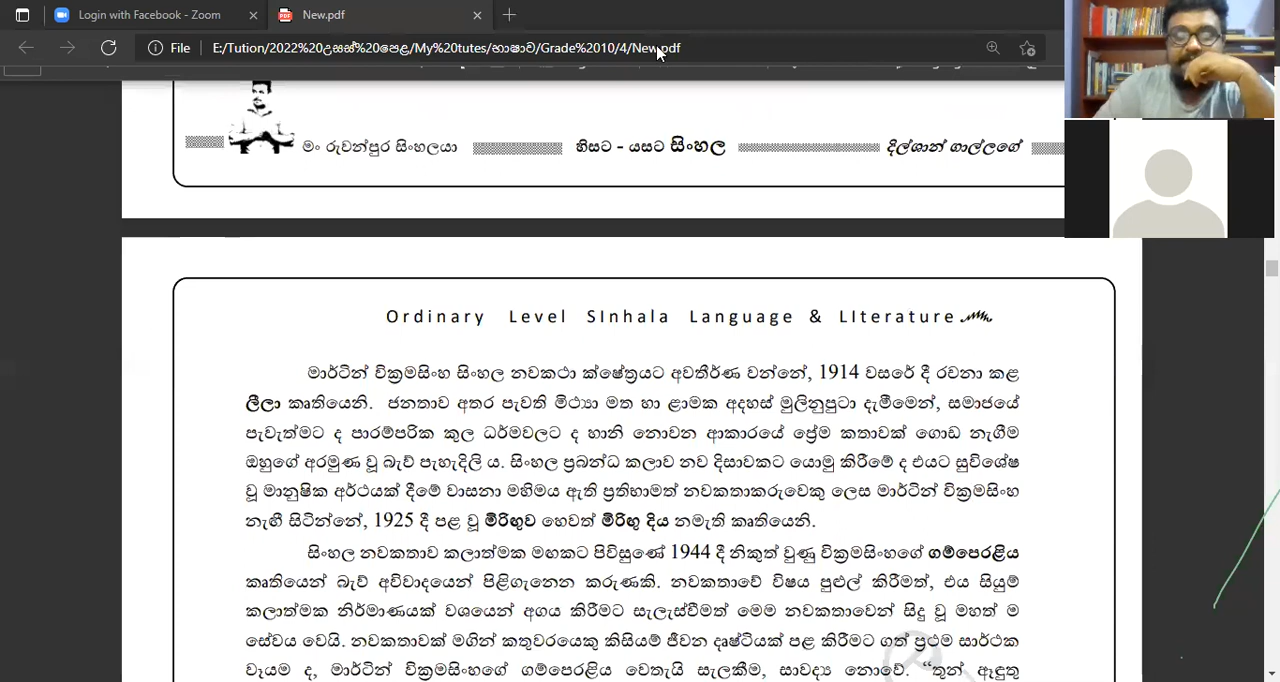 Login with Facebook - Zoom
New.pdf
File
E:/Tution/2022%20උසස්%20පෙළ/My%20tutes/භාෂාව/Grade%2010/4/New.pdf
මං රුවන්පුර සිංහලයා
හිසට - යසට සිංහල
දිල්ශාන් ගාල්ලගේ
Ordinary Level SInhala Language & LIterature
මාර්ටින් වික්‍රමසිංහ සිංහල නවකථා ක්ෂේත්‍රයට අවතීර්ණ වන්නේ, 1914 වසරේ දී රචනා කළ
ලීලා කෘතියෙනි. ජනතාව අතර පැවති මිථ්‍යා මත හා ළාමක අදහස් මුලිනුපුටා දැමීමෙන්, සමාජයේ
පැවැත්මට ද පාරම්පරික කුල ධර්මවලට ද හානි නොවන ආකාරයේ ප්‍රේම කතාවක් ගොඩ නැගීම
ඔහුගේ අරමුණ වූ බැව් පැහැදිලි ය. සිංහල ප්‍රබන්ධ කලාව නව දිසාවකට යොමු කිරීමේ ද එයට සුවිශේෂ
වූ මානුෂික අර්ථයක් දීමේ වාසනා මහිමය ඇති ප්‍රතිභාමත් නවකතාකරුවෙකු ලෙස මාර්ටින් වික්‍රමසිංහ
නැඟී සිටින්නේ, 1925 දී පළ වූ මීරිඟුව හෙවත් මිරිඟු දිය නමැති කෘතියෙනි.
සිංහල නවකතාව කලාත්මක මඟකට පිවිසුණේ 1944 දී නිකුත් වුණු වික්‍රමසිංහගේ ගම්පෙරළිය
කෘතියෙන් බැව් අවිවාදයෙන් පිළිගැනෙන කරුණකි. නවකතාවේ විෂය පුළුල් කිරීමත්, එය සියුම්
කලාත්මක නිර්මාණයක් වශයෙන් අගය කිරීමට සැලැස්වීමත් මෙම නවකතාවෙන් සිදු වූ මහත් ම
සේවය වෙයි. නවකතාවක් මගින් කතුවරයෙකු කිසියම් ජීවන දෘෂ්ටියක් පළ කිරීමට ගත් ප්‍රථම සාර්ථක
වෑයම ද, මාර්ටින් වික්‍රමසිංහගේ ගම්පෙරළිය වෙතැයි සැලකීම, සාවද්‍ය නොවේ. “තුන් ඈඳුතු